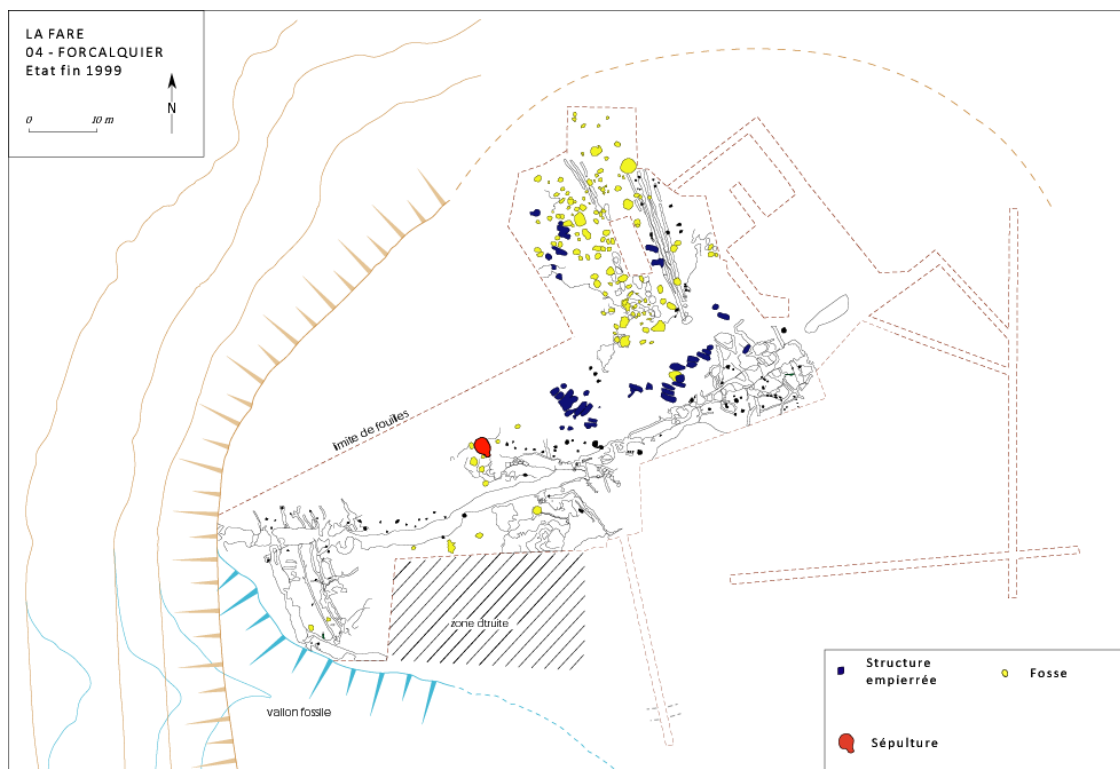 LA FARE
04 - FORCALQUIER
Etat fin 1999
N
0 10 m
limite de fouilles
zone dtruite
vallon fossile
Structure
empierrée
Fosse
Sépulture